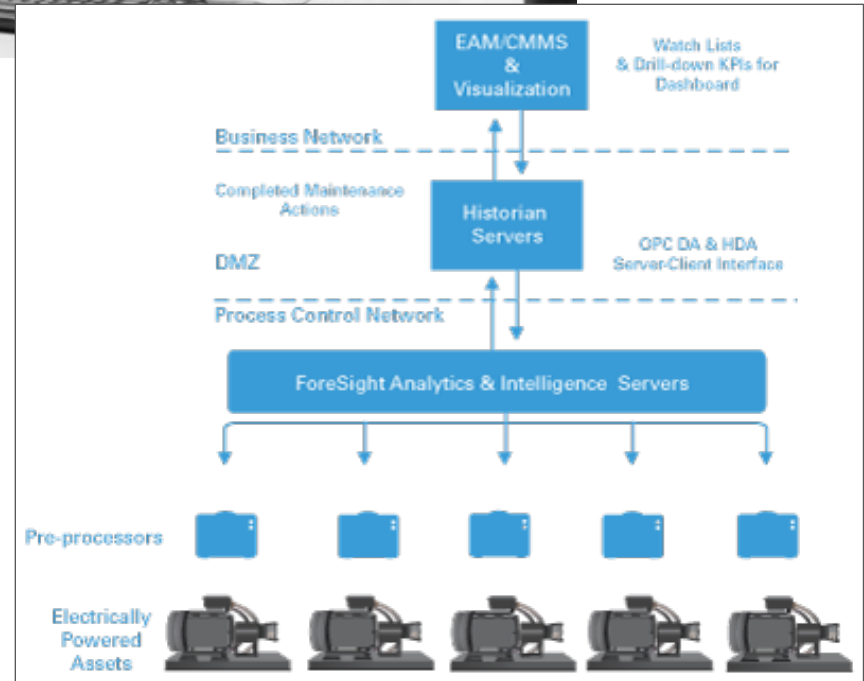 EAM/CMMS
&
Visualization
Watch Lists
& Drill-down KPIs for
Dashboard
Business Network
Completed Maintenance
Actions
Historian
Servers
OPC DA & HDA
Server-Client Interface
DMZ
Process Control Network
ForeSight Analytics & Intelligence Servers
Pre-processors
Electrically
Powered
Assets